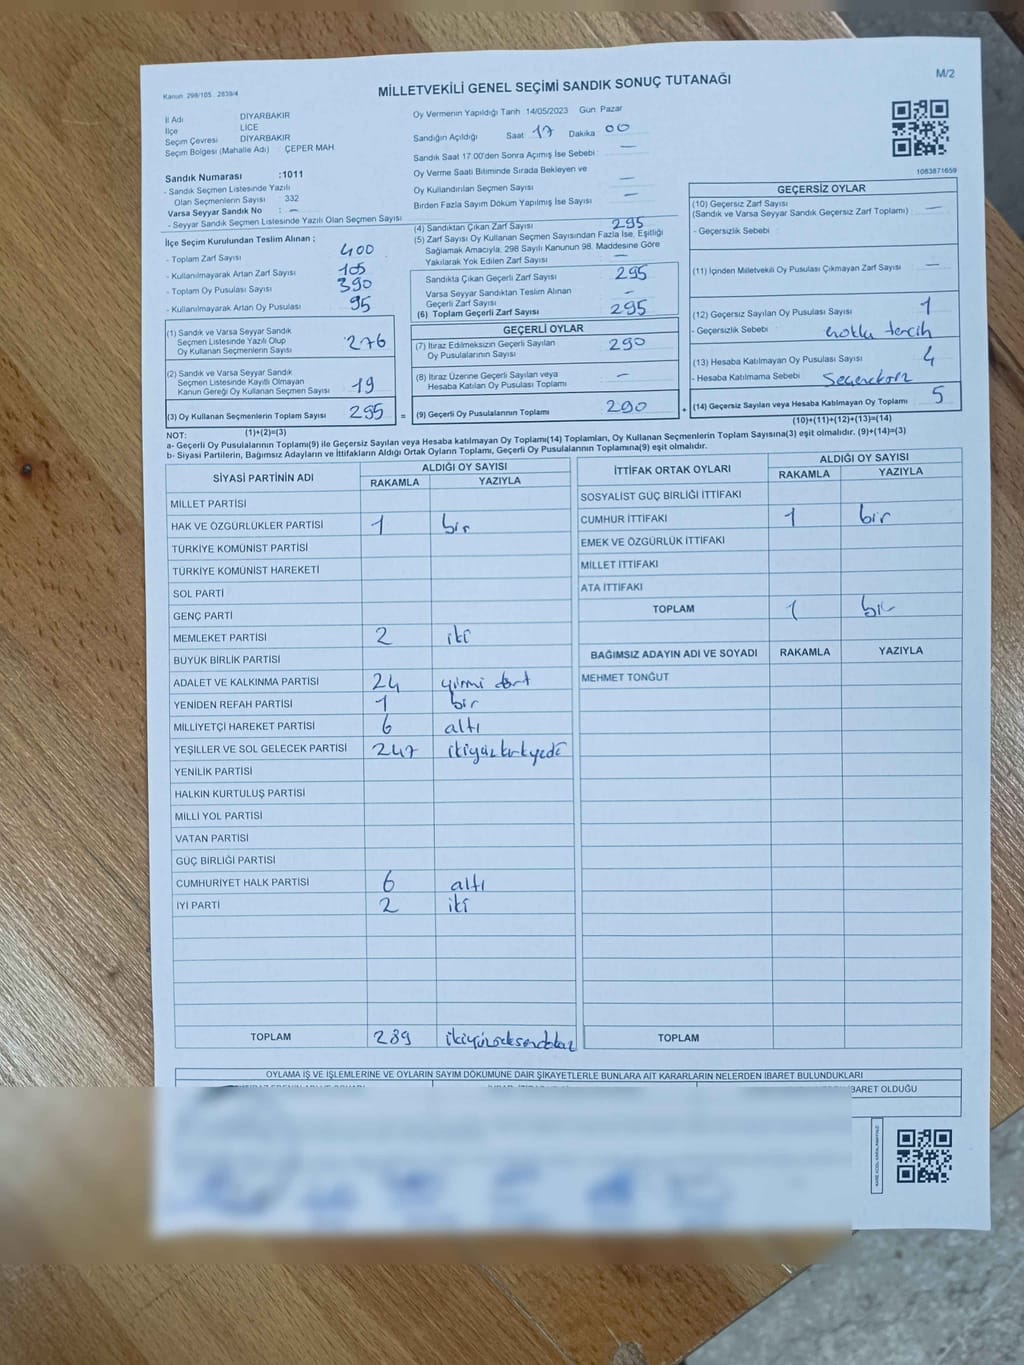 Kanun 298/105 . 2839/4
M/2
MİLLETVEKİLİ GENEL SEÇİMİ SANDIK SONUÇ TUTANAĞI
İl Adı DİYARBAKIR
İlçe LİCE
Seçim Çevresi DİYARBAKIR
Seçim Bölgesi (Mahalle Adı) : ÇEPER MAH
Sandık Numarası :1011
- Sandık Seçmen Listesinde Yazılı
Olan Seçmenlerin Sayısı 332
Varsa Seyyar Sandık No : —
- Seyyar Sandık Seçmen Listesinde Yazılı Olan Seçmen Sayısı
Oy Vermenin Yapıldığı Tarih 14/05/2023 Gün Pazar
Sandığın Açıldığı Saat 17 Dakika 00
Sandık Saat 17.00'den Sonra Açımış İse Sebebi : —
Oy Verme Saati Bitiminde Sırada Bekleyen ve
Oy Kullandırılan Seçmen Sayısı —
Birden Fazla Sayım Döküm Yapılmış İse Sayısı —
1083871659
İlçe Seçim Kurulundan Teslim Alınan ;
- Toplam Zarf Sayısı 400
- Kullanılmayarak Artan Zarf Sayısı 105
- Toplam Oy Pusulası Sayısı 390
- Kullanılmayarak Artan Oy Pusulası 95
(1) Sandık ve Varsa Seyyar Sandık
Seçmen Listesinde Yazılı Olup
Oy Kullanan Seçmenlerin Sayısı 276
(2) Sandık ve Varsa Seyyar Sandık
Seçmen Listesinde Kayıtlı Olmayan
Kanun Gereği Oy Kullanan Seçmen Sayısı 19
(3) Oy Kullanan Seçmenlerin Toplam Sayısı 295 =
(1)+(2)=(3)
(4) Sandıktan Çıkan Zarf Sayısı 295
(5) Zarf Sayısı Oy Kullanan Seçmen Sayısından Fazla İse, Eşitliği
Sağlamak Amacıyla; 298 Sayılı Kanunun 98. Maddesine Göre
Yakılarak Yok Edilen Zarf Sayısı —
Sandıkta Çıkan Geçerli Zarf Sayısı 295
Varsa Seyyar Sandıktan Teslim Alınan
Geçerli Zarf Sayısı —
(6) Toplam Geçerli Zarf Sayısı 295
GEÇERLİ OYLAR
(7) İtiraz Edilmeksizin Geçerli Sayılan
Oy Pusulalarının Sayısı 290
(8) İtiraz Üzerine Geçerli Sayılan veya
Hesaba Katılan Oy Pusulası Toplamı —
(9) Geçerli Oy Pusulalarının Toplamı 290 +
GEÇERSİZ OYLAR
(10) Geçersiz Zarf Sayısı
(Sandık ve Varsa Seyyar Sandık Geçersiz Zarf Toplamı) —
- Geçersizlik Sebebi
(11) İçinden Milletvekili Oy Pusulası Çıkmayan Zarf Sayısı —
(12) Geçersiz Sayılan Oy Pusulası Sayısı 1
- Geçersizlik Sebebi tercih
(13) Hesaba Katılmayan Oy Pusulası Sayısı 4
- Hesaba Katılmama Sebebi
(14) Geçersiz Sayılan veya Hesaba Katılmayan Oy Toplamı 5
(10)+(11)+(12)+(13)=(14)
NOT:
a- Geçerli Oy Pusulalarının Toplamı(9) ile Geçersiz Sayılan veya Hesaba katılmayan Oy Toplamı(14) Toplamları, Oy Kullanan Seçmenlerin Toplam Sayısına(3) eşit olmalıdır. (9)+(14)=(3)
b- Siyasi Partilerin, Bağımsız Adayların ve İttifakların Aldığı Ortak Oyların Toplamı, Geçerli Oy Pusulalarının Toplamına(9) eşit olmalıdır.
SİYASİ PARTİNİN ADI ALDIĞI OY SAYISI
RAKAMLA YAZIYLA
MİLLET PARTİSİ
HAK VE ÖZGÜRLÜKLER PARTİSİ 1 bir
TÜRKİYE KOMÜNİST PARTİSİ
TÜRKİYE KOMÜNİST HAREKETİ
SOL PARTİ
GENÇ PARTİ
MEMLEKET PARTİSİ 2 iki
BÜYÜK BİRLİK PARTİSİ
ADALET VE KALKINMA PARTİSİ 24 yirmi dört
YENİDEN REFAH PARTİSİ 1 bir
MİLLİYETÇİ HAREKET PARTİSİ 6 altı
YEŞİLLER VE SOL GELECEK PARTİSİ 247 ikiyüzkırkyedi
YENİLİK PARTİSİ
HALKIN KURTULUŞ PARTİSİ
MİLLİ YOL PARTİSİ
VATAN PARTİSİ
GÜÇ BİRLİĞİ PARTİSİ
CUMHURİYET HALK PARTİSİ 6 altı
İYİ PARTİ 2 iki
TOPLAM 289 ikiyüzseksendokuz
İTTİFAK ORTAK OYLARI ALDIĞI OY SAYISI
RAKAMLA YAZIYLA
SOSYALİST GÜÇ BİRLİĞİ İTTİFAKI
CUMHUR İTTİFAKI 1 bir
EMEK VE ÖZGÜRLÜK İTTİFAKI
MİLLET İTTİFAKI
ATA İTTİFAKI
TOPLAM 1 bir
BAĞIMSIZ ADAYIN ADI VE SOYADI RAKAMLA YAZIYLA
MEHMET TONĞUT
TOPLAM
OYLAMA İŞ VE İŞLEMLERİNE VE OYLARIN SAYIM DÖKÜMÜNE DAİR ŞİKAYETLERLE BUNLARA AİT KARARLARIN NELERDEN İBARET BULUNDUKLARI
İBARET OLDUĞU